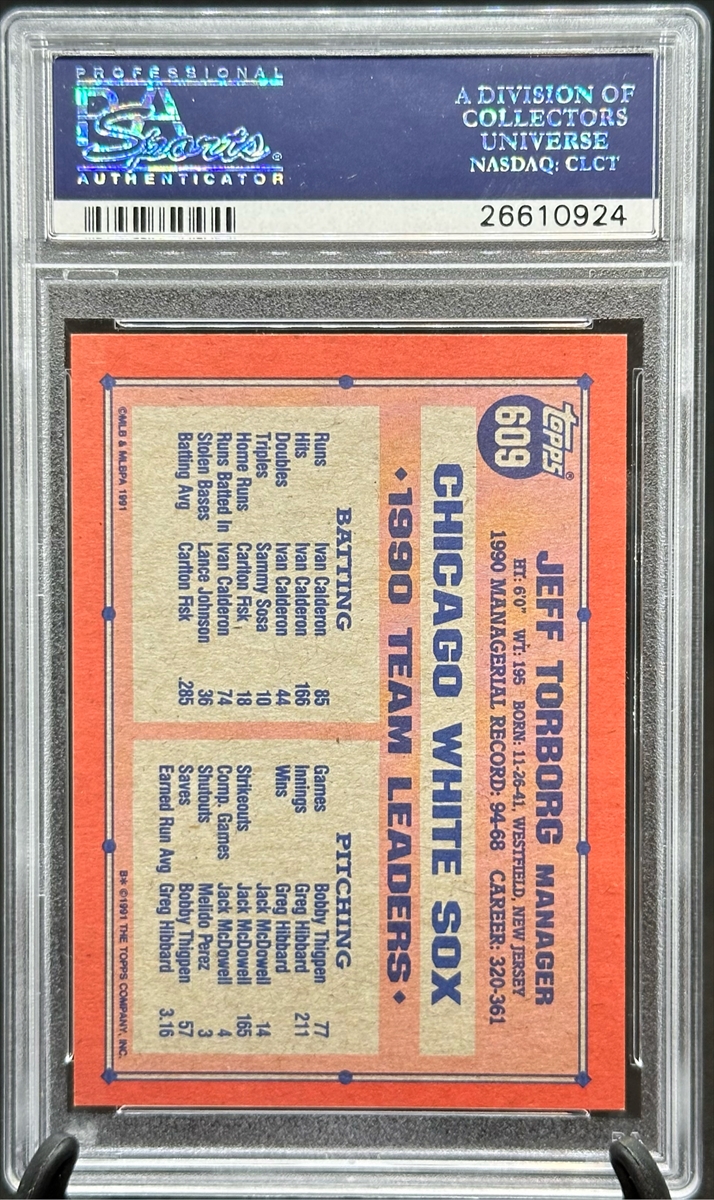 PROFESSIONAL
PSA
Sports®
AUTHENTICATOR
A DIVISION OF
COLLECTORS
UNIVERSE
NASDAQ: CLCT
26610924
TOPPS®
609
JEFF TORBORG MANAGER
HT: 6'0" WT: 195 BORN: 11-26-41, WESTFIELD, NEW JERSEY
1990 MANAGERIAL RECORD: 94-68 CAREER: 320-361
CHICAGO WHITE SOX
♦ 1990 TEAM LEADERS ♦
BATTING
Runs Ivan Calderon 85
Hits Ivan Calderon 166
Doubles Ivan Calderon 44
Triples Sammy Sosa 10
Home Runs Carlton Fisk 18
Runs Batted In Ivan Calderon 74
Stolen Bases Lance Johnson 36
Batting Avg Carlton Fisk .285
PITCHING
Games Bobby Thigpen 77
Innings Greg Hibbard 211
Wins Greg Hibbard
Jack McDowell 14
Strikeouts Jack McDowell 165
Comp. Games Jack McDowell 4
Shutouts Melido Perez 3
Saves Bobby Thigpen 57
Earned Run Avg Greg Hibbard 3.16
©MLB & MLBPA 1991
B* ©1991 THE TOPPS COMPANY, INC.